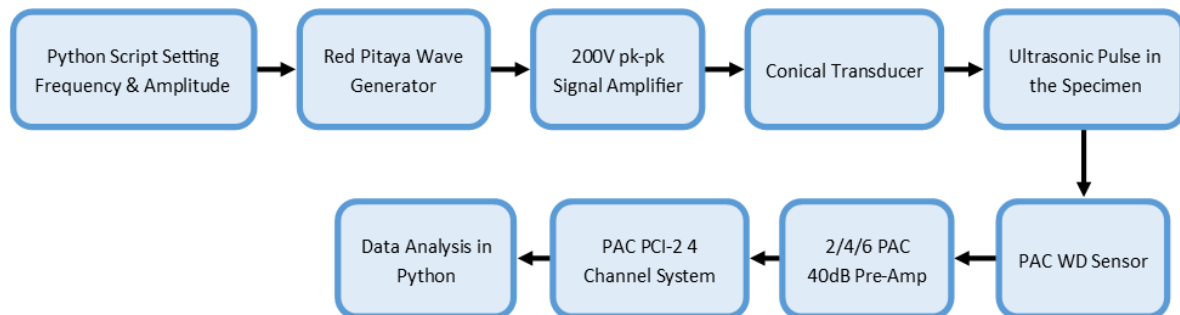 Python Script Setting
Frequency & Amplitude
Red Pitaya Wave
Generator
200V pk-pk
Signal Amplifier
Conical Transducer
Ultrasonic Pulse in
the Specimen
PAC WD Sensor
2/4/6 PAC
40dB Pre-Amp
PAC PCI-2 4
Channel System
Data Analysis in
Python